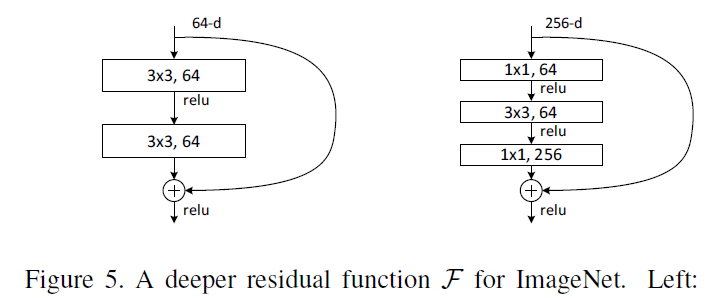 64-d
3x3, 64
relu
3x3, 64
+
relu
256-d
1x1, 64
relu
3x3, 64
relu
1x1, 256
+
relu
Figure 5. A deeper residual function F for ImageNet. Left: